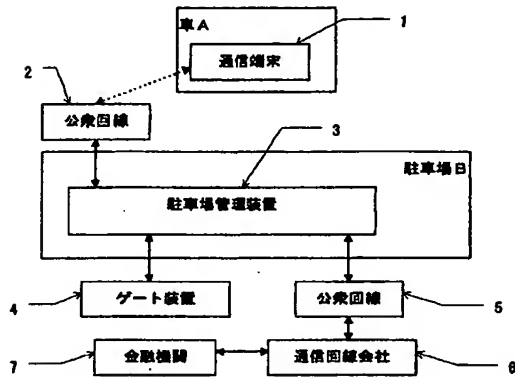 車A
1
通信端末
2
公衆回線
3
駐車場B
駐車場管理装置
4
ゲート装置
公衆回線
5
7
金融機関
通信回線会社
6